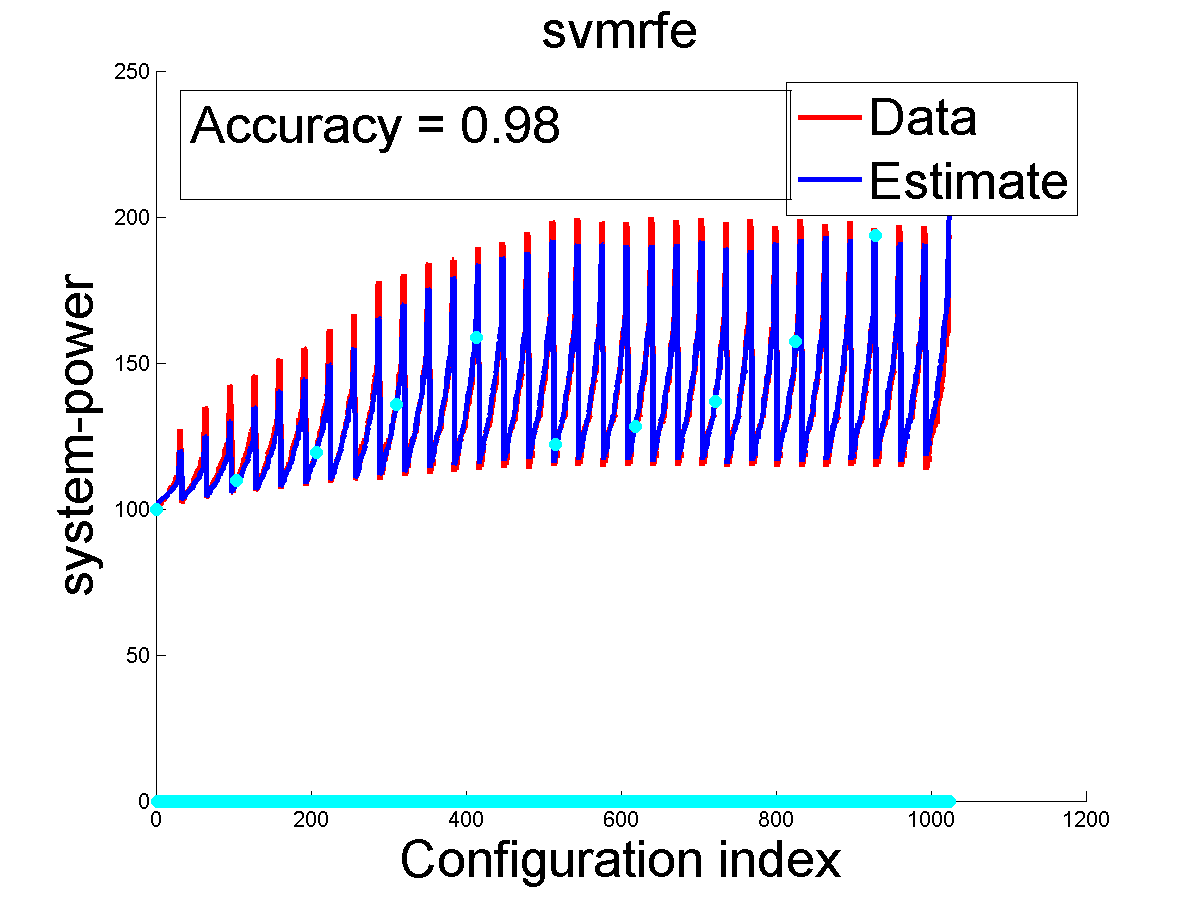 svmrfe
Accuracy = 0.98
Data
Estimate
250
200
150
100
50
0
system-power
0 200 400 600 800 1000 1200
Configuration index